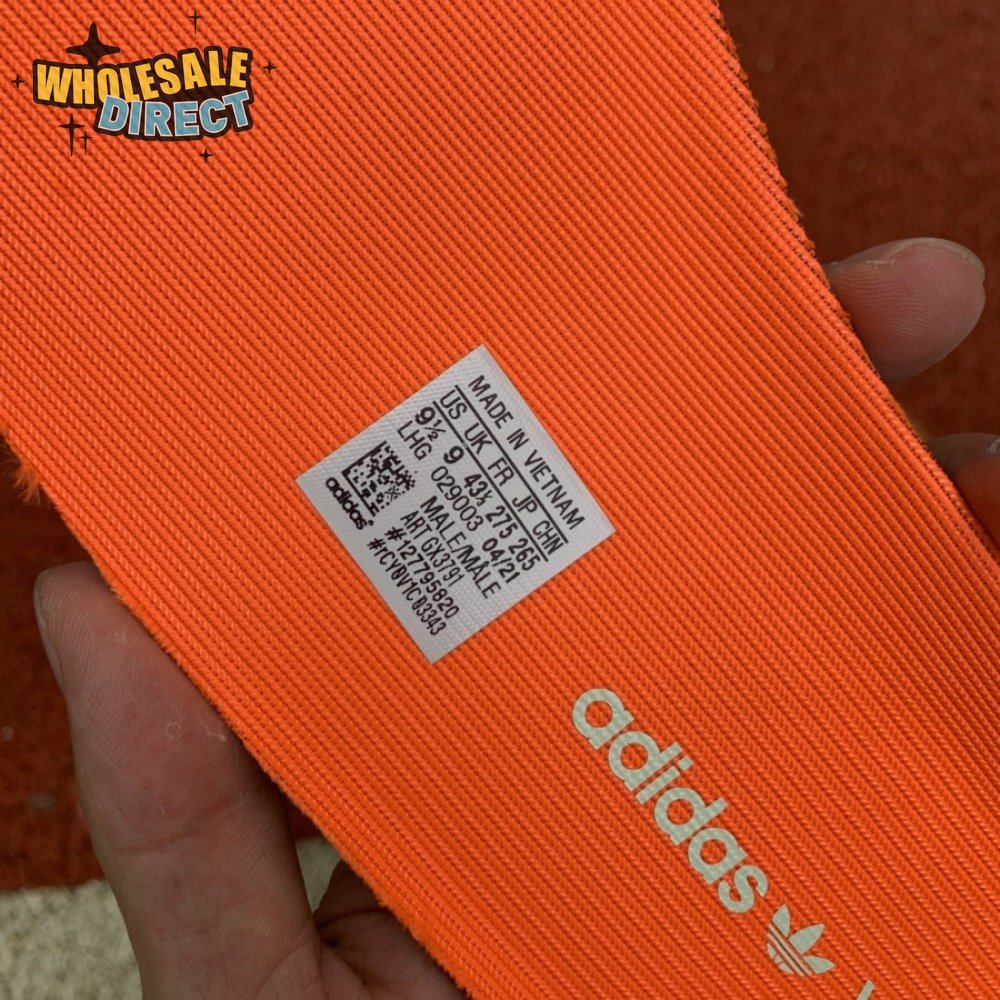 WHOLESALE
DIRECT
MADE IN VIETNAM
US UK FR JP CHN
9½ 9 43⅓ 275 265
LHG 029003 04/21
MALE/MÂLE
ART GX3791
#127795820
adidas
adidas